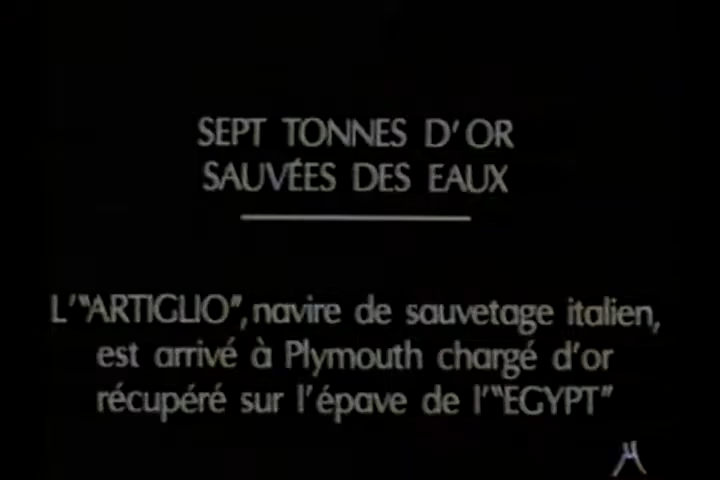 SEPT TONNES D'OR
SAUVÉES DES EAUX
L'"ARTIGLIO", navire de sauvetage italien,
est arrivé à Plymouth chargé d'or
récupéré sur l'épave de l'"EGYPT"